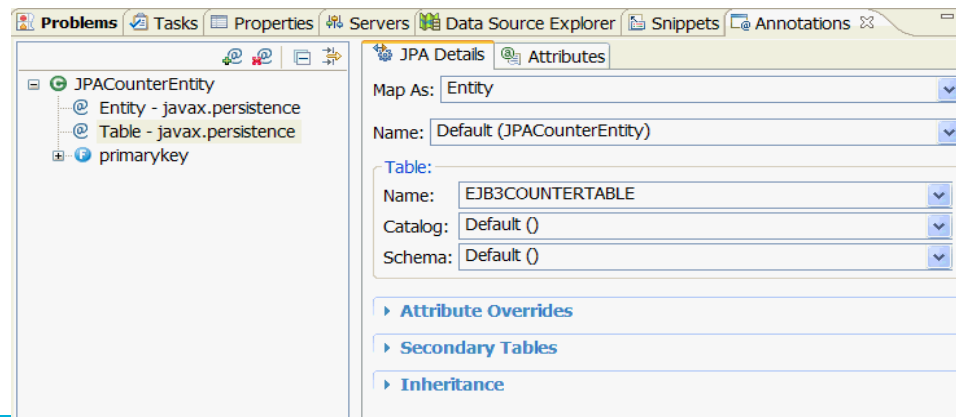 Problems Tasks Properties Servers Data Source Explorer Snippets Annotations
JPACounterEntity
Entity - javax.persistence
Table - javax.persistence
primarykey
JPA Details Attributes
Map As: Entity
Name: Default (JPACounterEntity)
Table:
Name: EJB3COUNTERTABLE
Catalog: Default ()
Schema: Default ()
Attribute Overrides
Secondary Tables
Inheritance